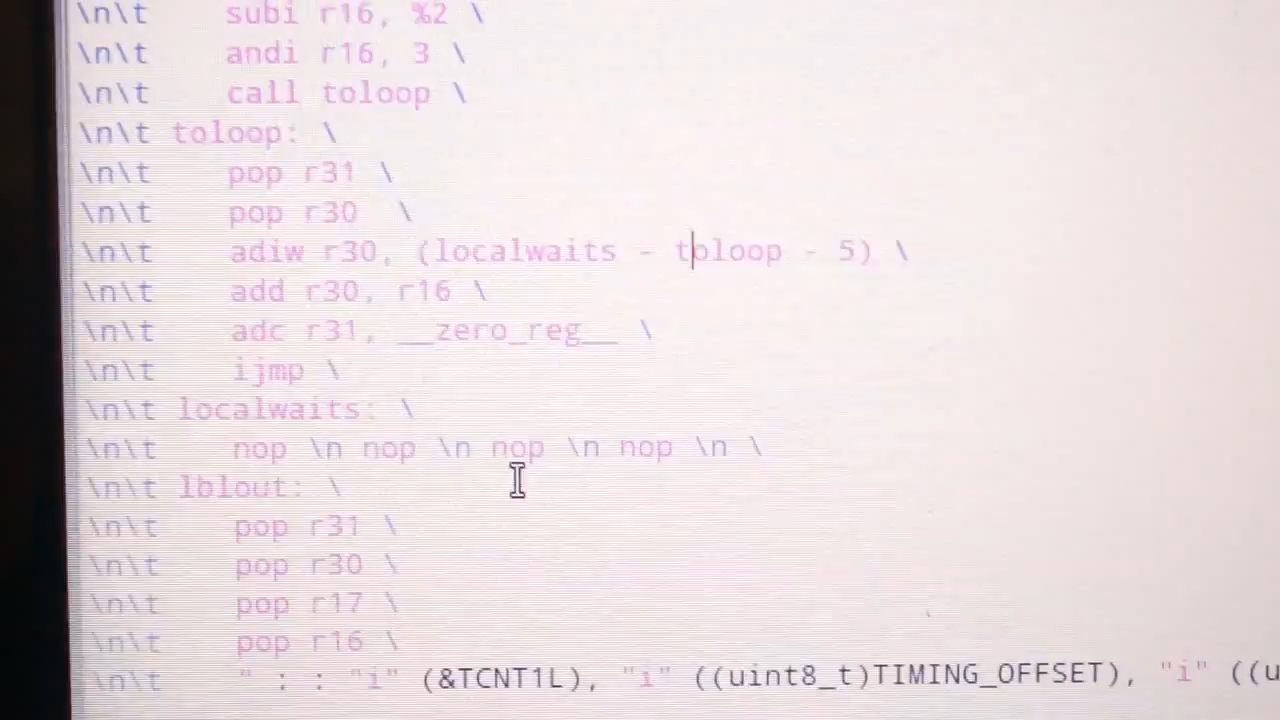 \n\t subi r16, %2 \
\n\t andi r16, 3 \
\n\t call toloop \
\n\t toloop: \
\n\t pop r31 \
\n\t pop r30 \
\n\t adiw r30, (localwaits - toloop - 5) \
\n\t add r30, r16 \
\n\t adc r31, __zero_reg__ \
\n\t ijmp \
\n\t localwaits: \
\n\t nop \n nop \n nop \n nop \n \
\n\t lblout: \
\n\t pop r31 \
\n\t pop r30 \
\n\t pop r17 \
\n\t pop r16 \
\n\t " : : "i" (&TCNT1L), "i" ((uint8_t)TIMING_OFFSET), "i" ((u